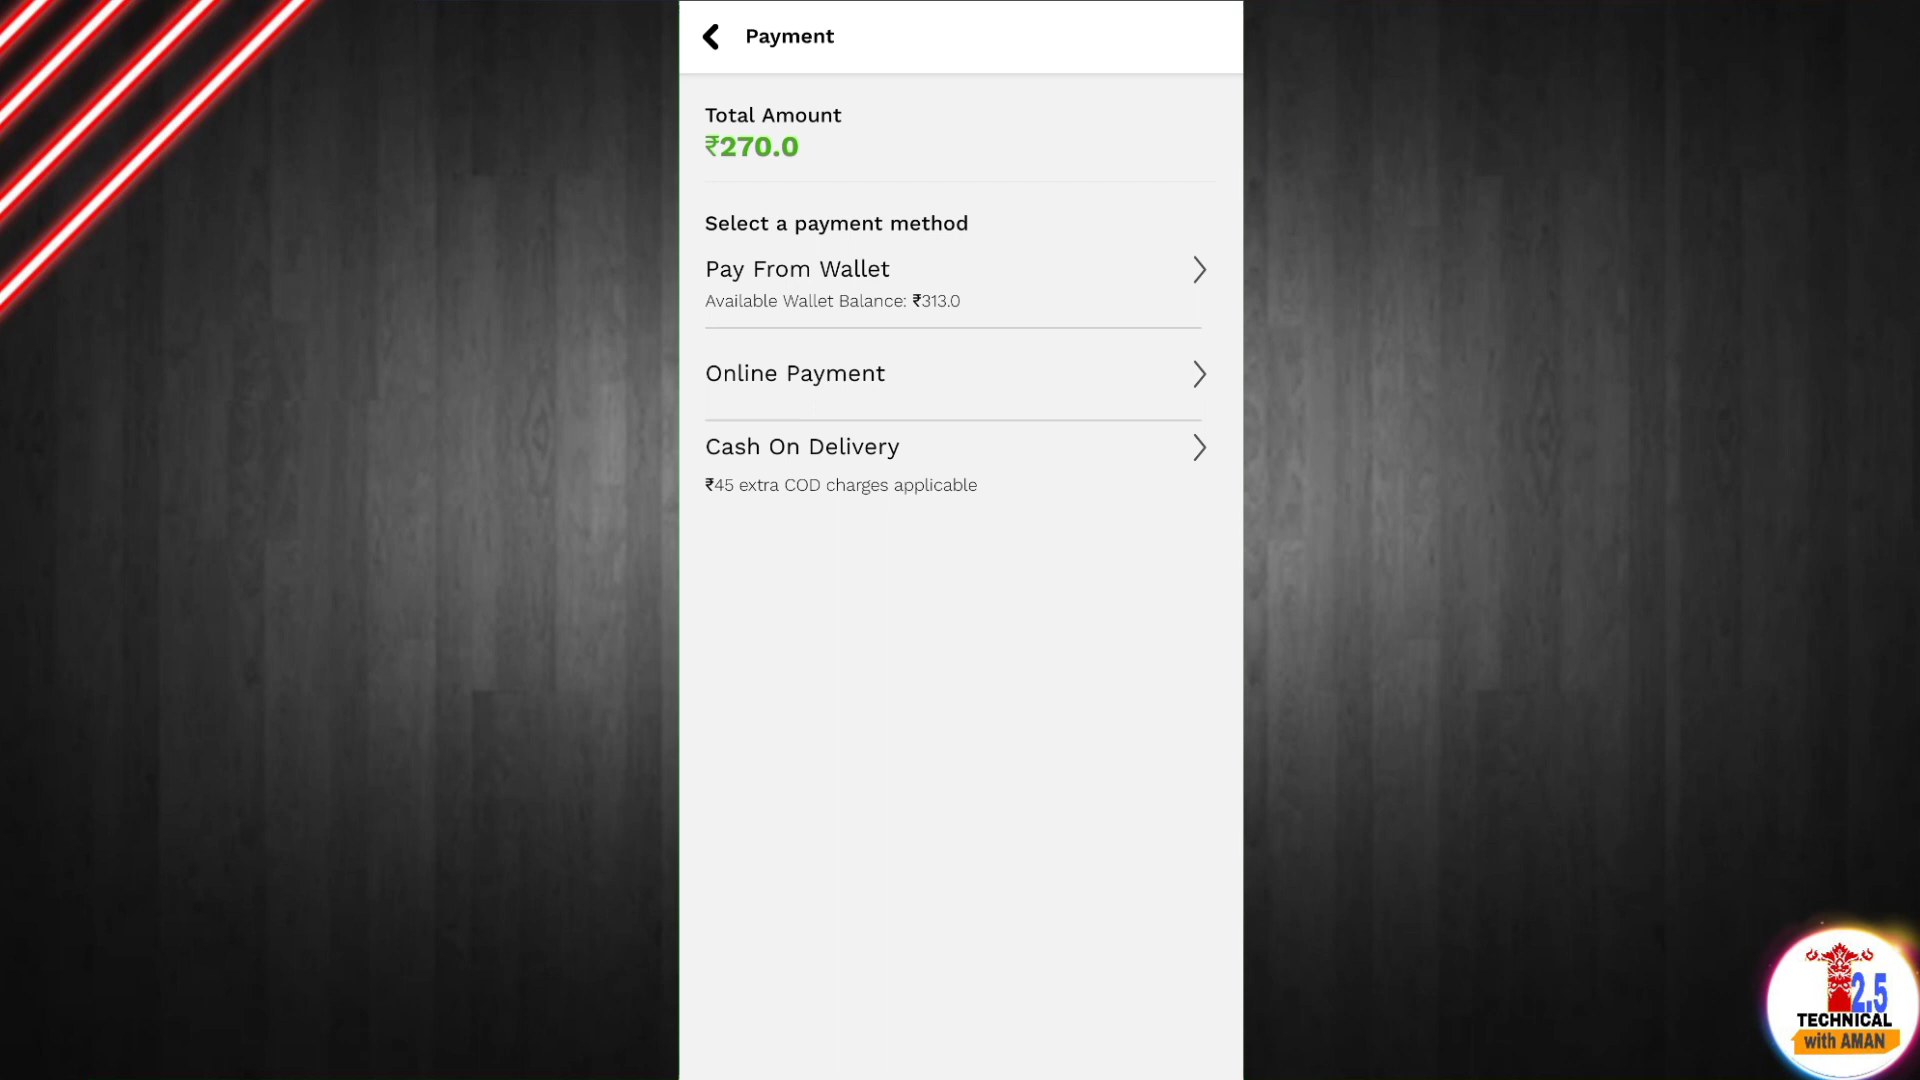 Payment
Total Amount
₹270.0
Select a payment method
Pay From Wallet
Available Wallet Balance: ₹313.0
Online Payment
Cash On Delivery
₹45 extra COD charges applicable
2.5
TECHNICAL
with AMAN